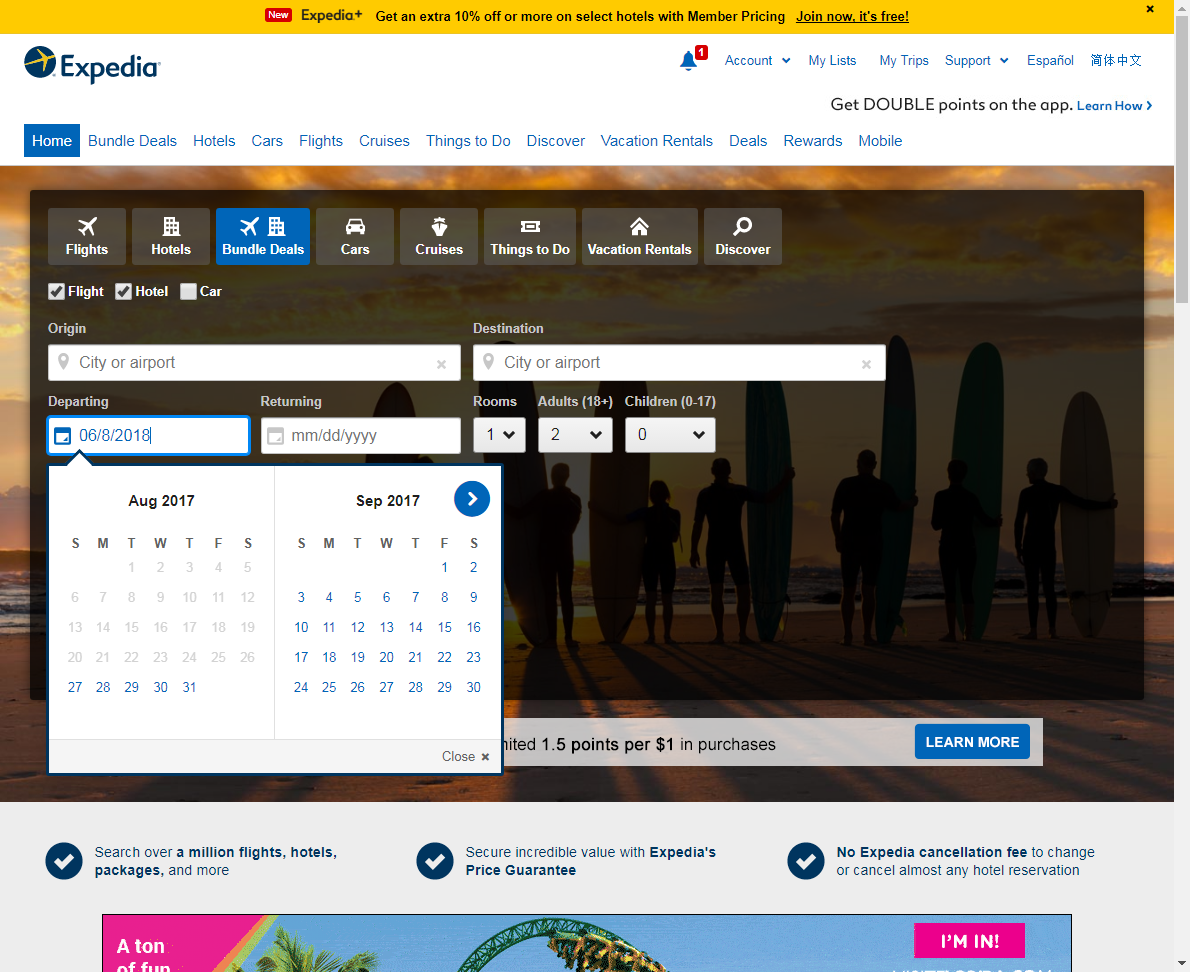 New Expedia+ Get an extra 10% off or more on select hotels with Member Pricing Join now, it's free!
Expedia
1 Account My Lists My Trips Support Español 简体中文
Get DOUBLE points on the app. Learn How
Home Bundle Deals Hotels Cars Flights Cruises Things to Do Discover Vacation Rentals Deals Rewards Mobile
Flights Hotels Bundle Deals Cars Cruises Things to Do Vacation Rentals Discover
Flight Hotel Car
Origin Destination
City or airport City or airport
Departing Returning Rooms Adults (18+) Children (0-17)
06/8/2018 mm/dd/yyyy 1 2 0
Aug 2017 Sep 2017
S M T W T F S S M T W T F S
1 2 3 4 5 1 2
6 7 8 9 10 11 12 3 4 5 6 7 8 9
13 14 15 16 17 18 19 10 11 12 13 14 15 16
20 21 22 23 24 25 26 17 18 19 20 21 22 23
27 28 29 30 31 24 25 26 27 28 29 30
Close
1.5 points per $1 in purchases LEARN MORE
Search over a million flights, hotels,
packages, and more
Secure incredible value with Expedia's
Price Guarantee
No Expedia cancellation fee to change
or cancel almost any hotel reservation
A ton
of fun
I'M IN!